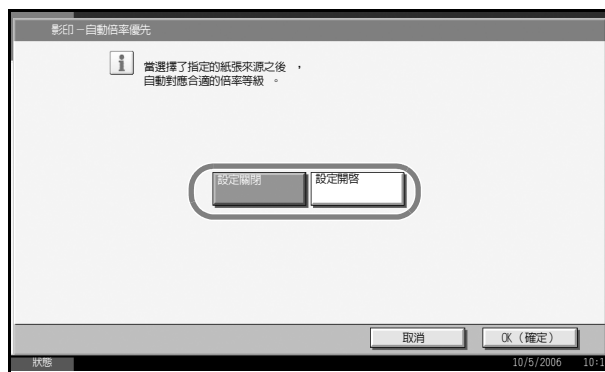 影印－自動倍率優先
當選擇了指定的紙張來源之後 ，
自動對應合適的倍率等級 。
設定關閉
設定開啓
取消
OK（確定）
狀態
10/5/2006 10:1